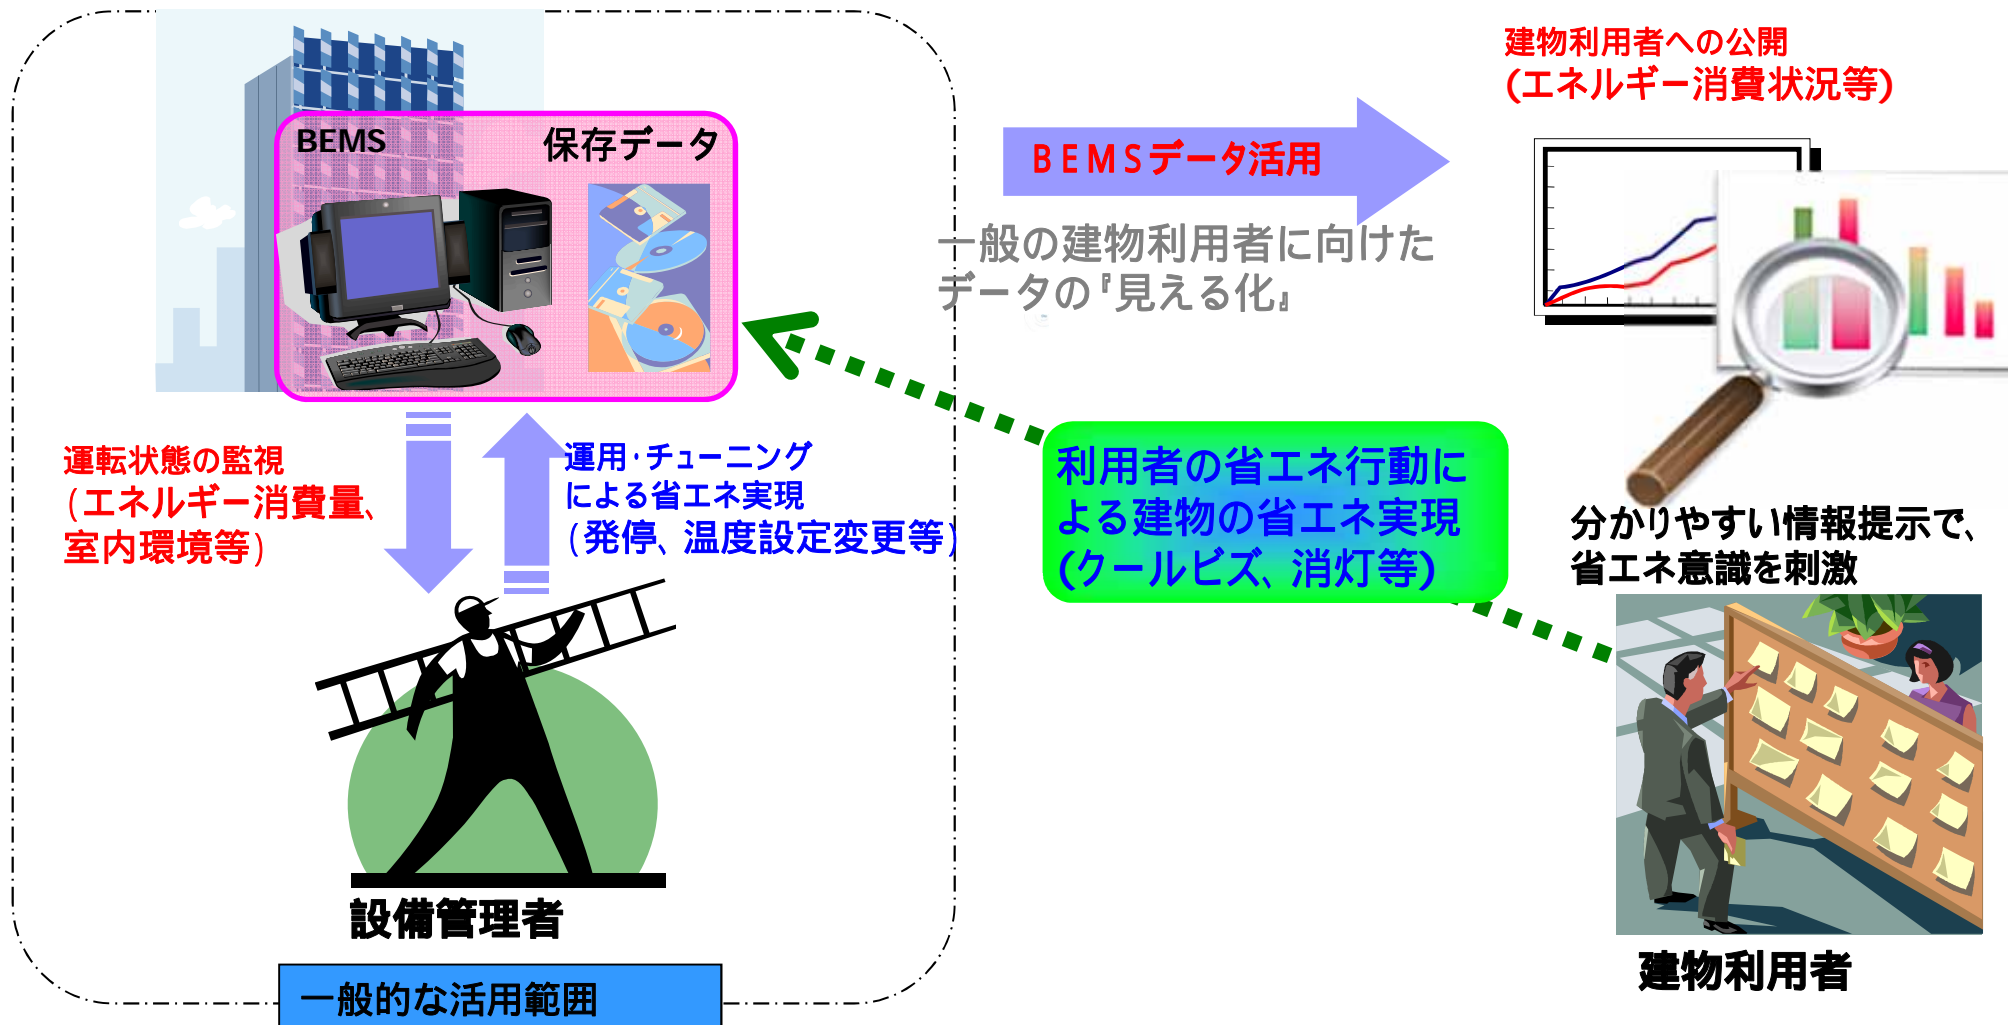 BEMS
保存データ
運転状態の監視
(エネルギー消費量、
室内環境等)
運用・チューニング
による省エネ実現
(発停、温度設定変更等)
設備管理者
一般的な活用範囲
BEMSデータ活用
一般の建物利用者に向けた
データの『見える化』
利用者の省エネ行動に
よる建物の省エネ実現
(クールビズ、消灯等)
建物利用者への公開
(エネルギー消費状況等)
分かりやすい情報提示で、
省エネ意識を刺激
建物利用者